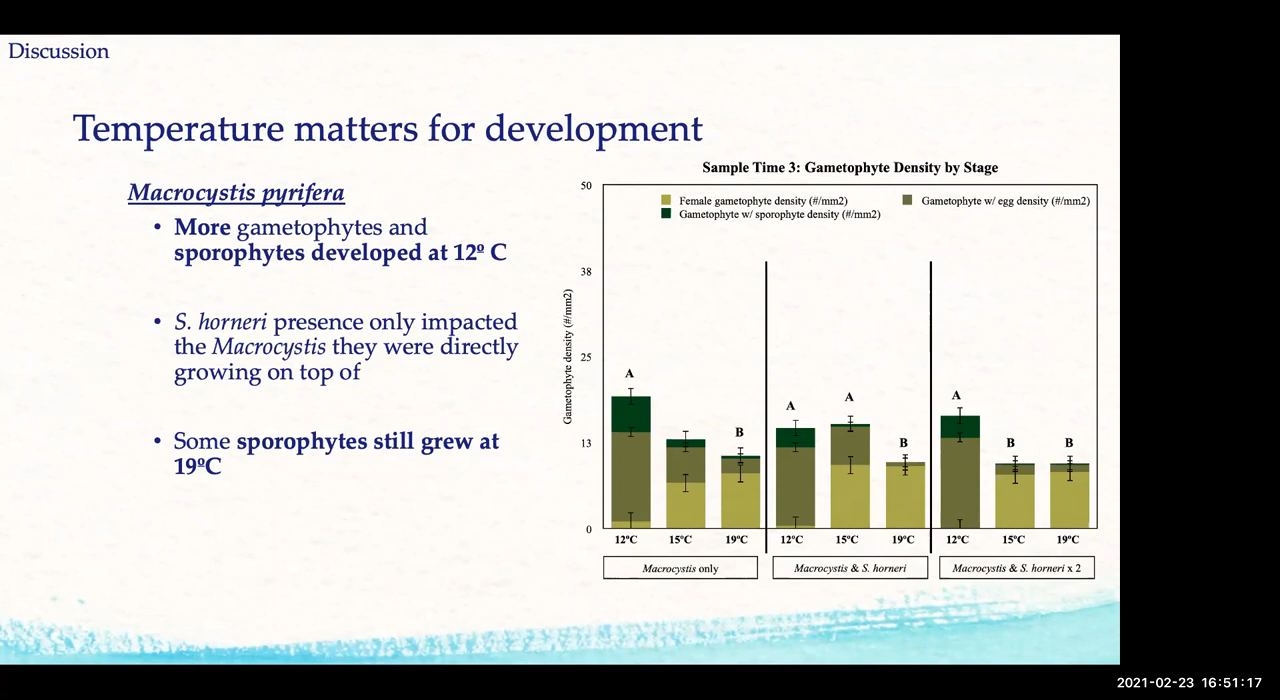 Discussion
Temperature matters for development
Macrocystis pyrifera
• More gametophytes and
sporophytes developed at 12º C
• S. horneri presence only impacted
the Macrocystis they were directly
growing on top of
• Some sporophytes still grew at
19ºC
Sample Time 3: Gametophyte Density by Stage
Female gametophyte density (#/mm2)
Gametophyte w/ egg density (#/mm2)
Gametophyte w/ sporophyte density (#/mm2)
Gametophyte density (#/mm2)
50
38
25
13
0
A
B
A
A
B
A
B
B
12ºC 15ºC 19ºC 12ºC 15ºC 19ºC 12ºC 15ºC 19ºC
Macrocystis only
Macrocystis & S. horneri
Macrocystis & S. horneri x 2
2021-02-23 16:51:17